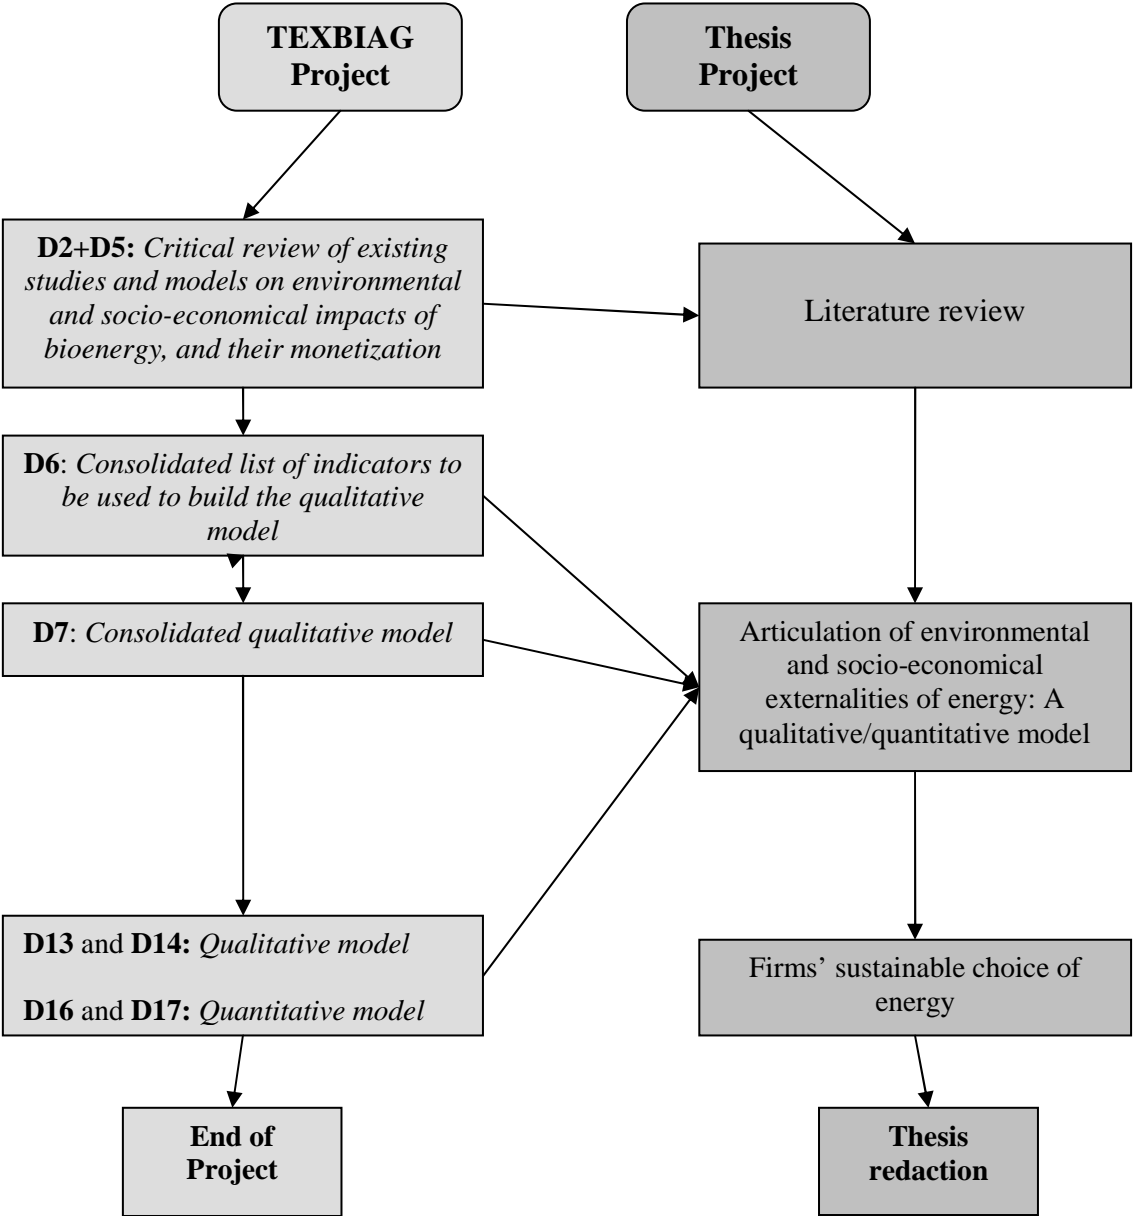 TEXBIAG
Project
Thesis
Project
D2+D5: Critical review of existing
studies and models on environmental
and socio-economical impacts of
bioenergy, and their monetization
Literature review
D6: Consolidated list of indicators to
be used to build the qualitative
model
D7: Consolidated qualitative model
Articulation of environmental
and socio-economical
externalities of energy: A
qualitative/quantitative model
D13 and D14: Qualitative model
D16 and D17: Quantitative model
Firms’ sustainable choice of
energy
End of
Project
Thesis
redaction